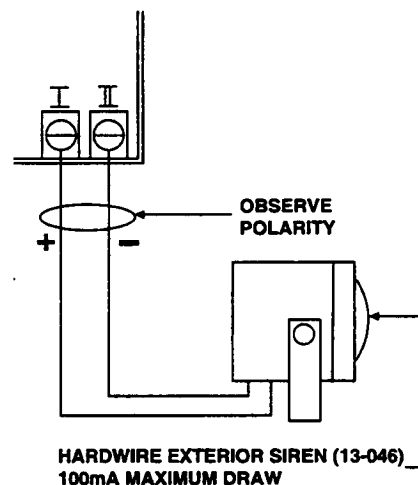 I II
OBSERVE
POLARITY
+ −
HARDWIRE EXTERIOR SIREN (13-046)
100mA MAXIMUM DRAW